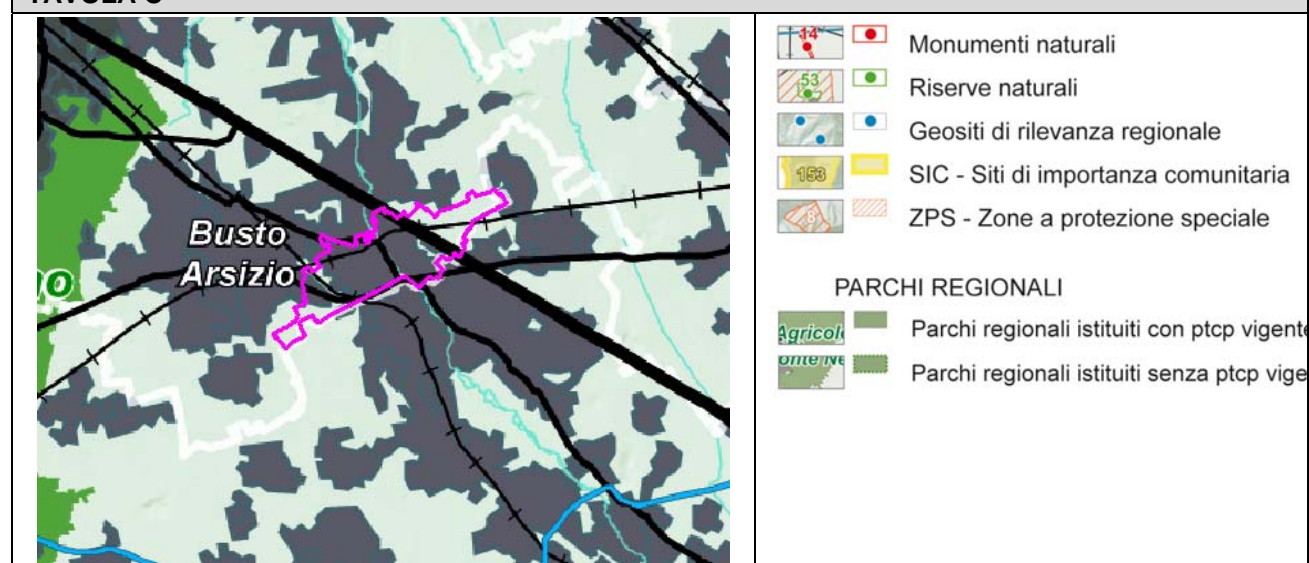 Busto
Arsizio
o
14
Monumenti naturali
53
Riserve naturali
Geositi di rilevanza regionale
153
SIC - Siti di importanza comunitaria
8
ZPS - Zone a protezione speciale
PARCHI REGIONALI
Agricol
Parchi regionali istituiti con ptcp vigente
onte Ne
Parchi regionali istituiti senza ptcp vige